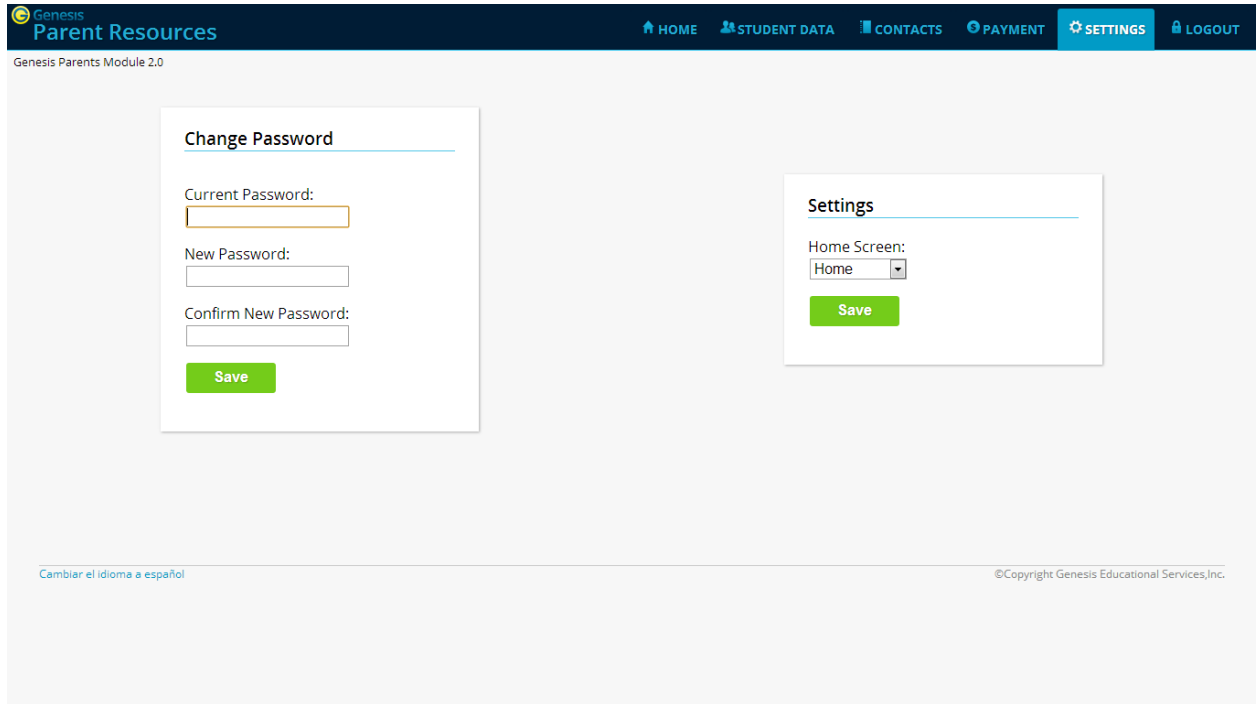 Genesis
Parent Resources
HOME STUDENT DATA CONTACTS PAYMENT SETTINGS LOGOUT
Genesis Parents Module 2.0
Change Password
Current Password:
New Password:
Confirm New Password:
Save
Settings
Home Screen:
Home
Save
Cambiar el idioma a español
©Copyright Genesis Educational Services,Inc.